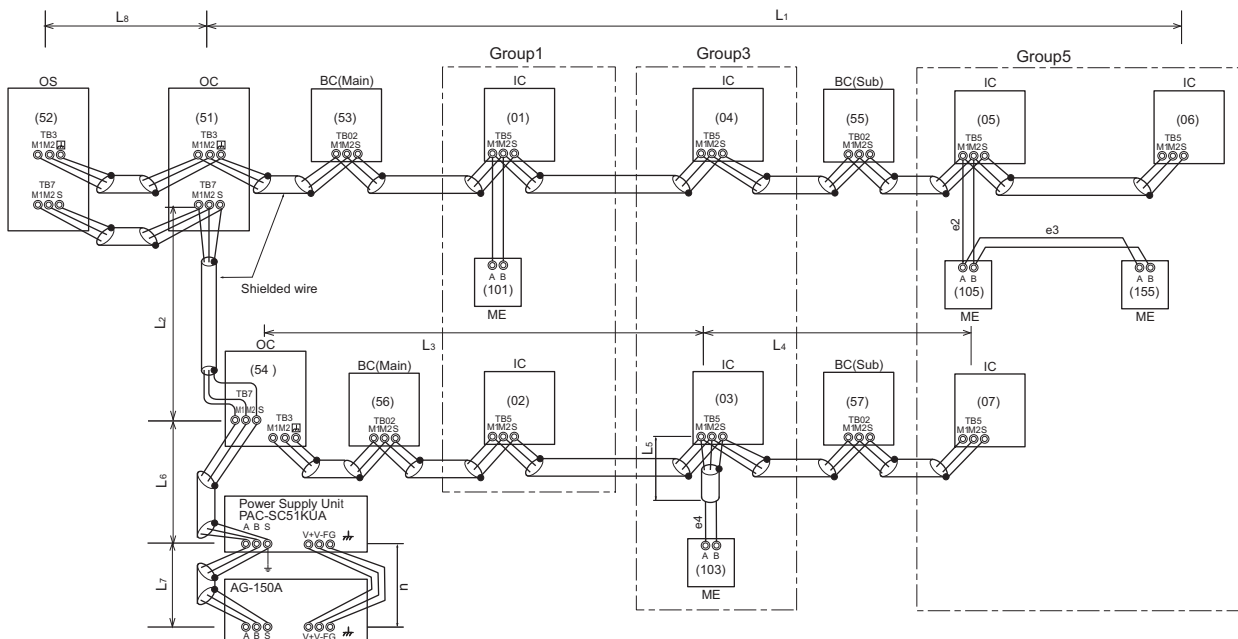 L8
L1
Group1
Group3
Group5
OS
OC
BC(Main)
IC
IC
BC(Sub)
IC
IC
(52)
(51)
(53)
(01)
(04)
(55)
(05)
(06)
TB3
TB3
TB02
TB5
TB5
TB02
TB5
TB5
M1M2
M1M2
M1M2S
M1M2S
M1M2S
M1M2S
M1M2S
M1M2S
TB7
TB7
M1M2 S
M1M2 S
e2
e3
A B
A B
A B
(101)
(105)
(155)
ME
ME
ME
Shielded wire
L2
L3
L4
OC
BC(Main)
IC
IC
BC(Sub)
IC
(54 )
(56)
(02)
(03)
(57)
(07)
TB7
TB02
TB5
TB5
TB02
TB5
M1M2 S
TB3
M1M2
M1M2S
M1M2S
M1M2S
M1M2S
M1M2S
L5
L6
e4
Power Supply Unit
PAC-SC51KUA
A B S
V+V-FG
A B
(103)
ME
L7
n
AG-150A
A B S
V+V-FG